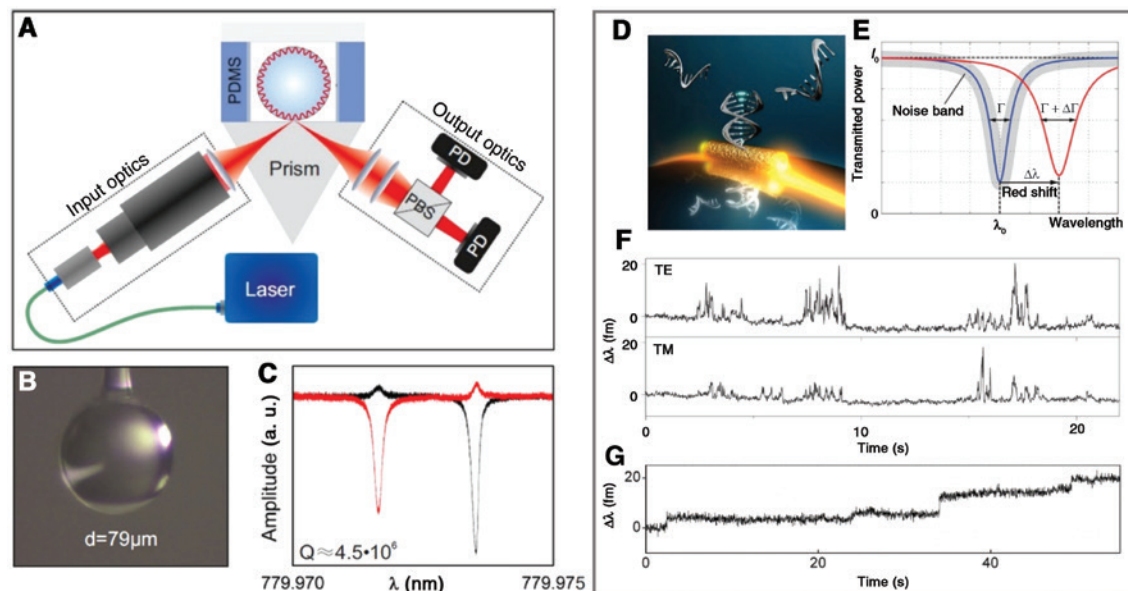 A
PDMS
Input optics
Prism
Output optics
PD
PBS
PD
Laser
B
d=79µm
C
Amplitude (a. u.)
Q≈4.5•10⁶
779.970
λ (nm)
779.975
D
E
I₀
Transmitted power
Noise band
Γ
Γ + ΔΓ
Δλ
Red shift
0
λ₀
Wavelength
F
20
TE
0
Δλ (fm)
20
TM
0
0
10
20
Time (s)
G
20
Δλ (fm)
0
20
40
Time (s)